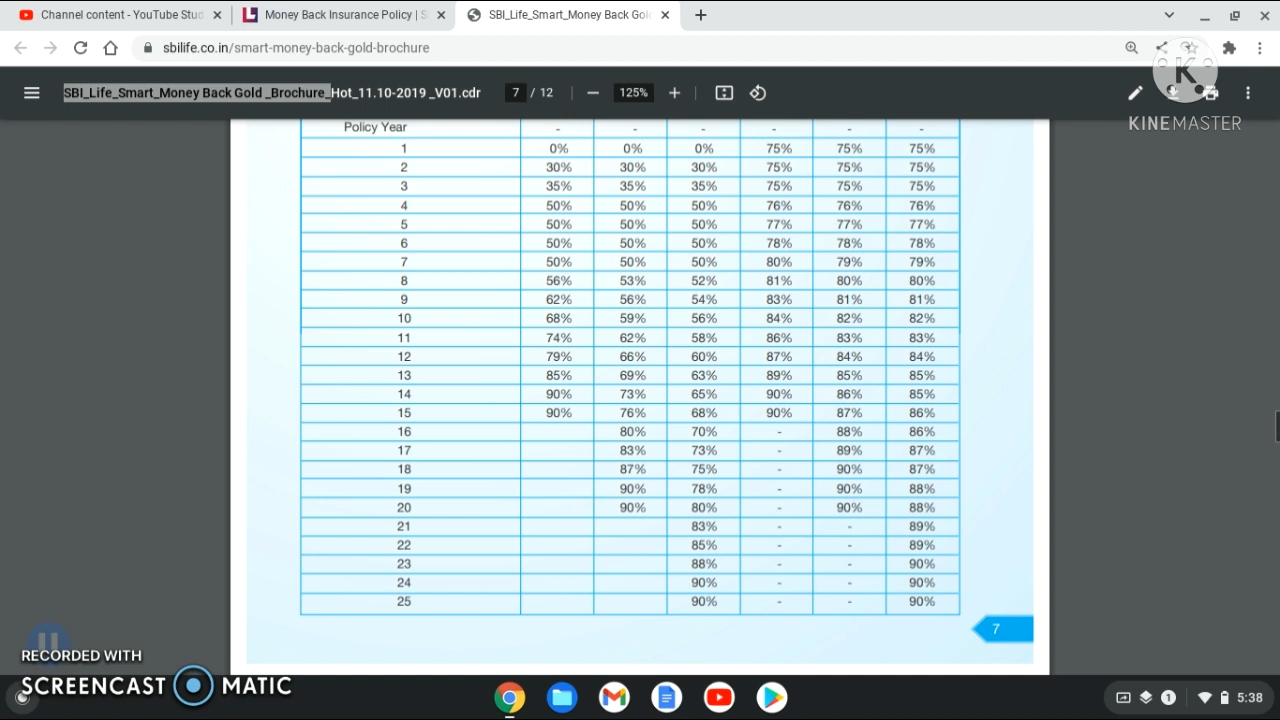 Channel content - YouTube Stud
Money Back Insurance Policy | S
SBI_Life_Smart_Money Back Gol
sbilife.co.in/smart-money-back-gold-brochure
SBI_Life_Smart_Money Back Gold _Brochure_Hot_11.10-2019 _V01.cdr 7 / 12 125%
K
KINEMASTER
Policy Year - - - - - -
1 0% 0% 0% 75% 75% 75%
2 30% 30% 30% 75% 75% 75%
3 35% 35% 35% 75% 75% 75%
4 50% 50% 50% 76% 76% 76%
5 50% 50% 50% 77% 77% 77%
6 50% 50% 50% 78% 78% 78%
7 50% 50% 50% 80% 79% 79%
8 56% 53% 52% 81% 80% 80%
9 62% 56% 54% 83% 81% 81%
10 68% 59% 56% 84% 82% 82%
11 74% 62% 58% 86% 83% 83%
12 79% 66% 60% 87% 84% 84%
13 85% 69% 63% 89% 85% 85%
14 90% 73% 65% 90% 86% 85%
15 90% 76% 68% 90% 87% 86%
16 80% 70% - 88% 86%
17 83% 73% - 89% 87%
18 87% 75% - 90% 87%
19 90% 78% - 90% 88%
20 90% 80% - 90% 88%
21 83% - - 89%
22 85% - - 89%
23 88% - - 90%
24 90% - - 90%
25 90% - - 90%
7
RECORDED WITH
SCREENCAST MATIC
1 5:38